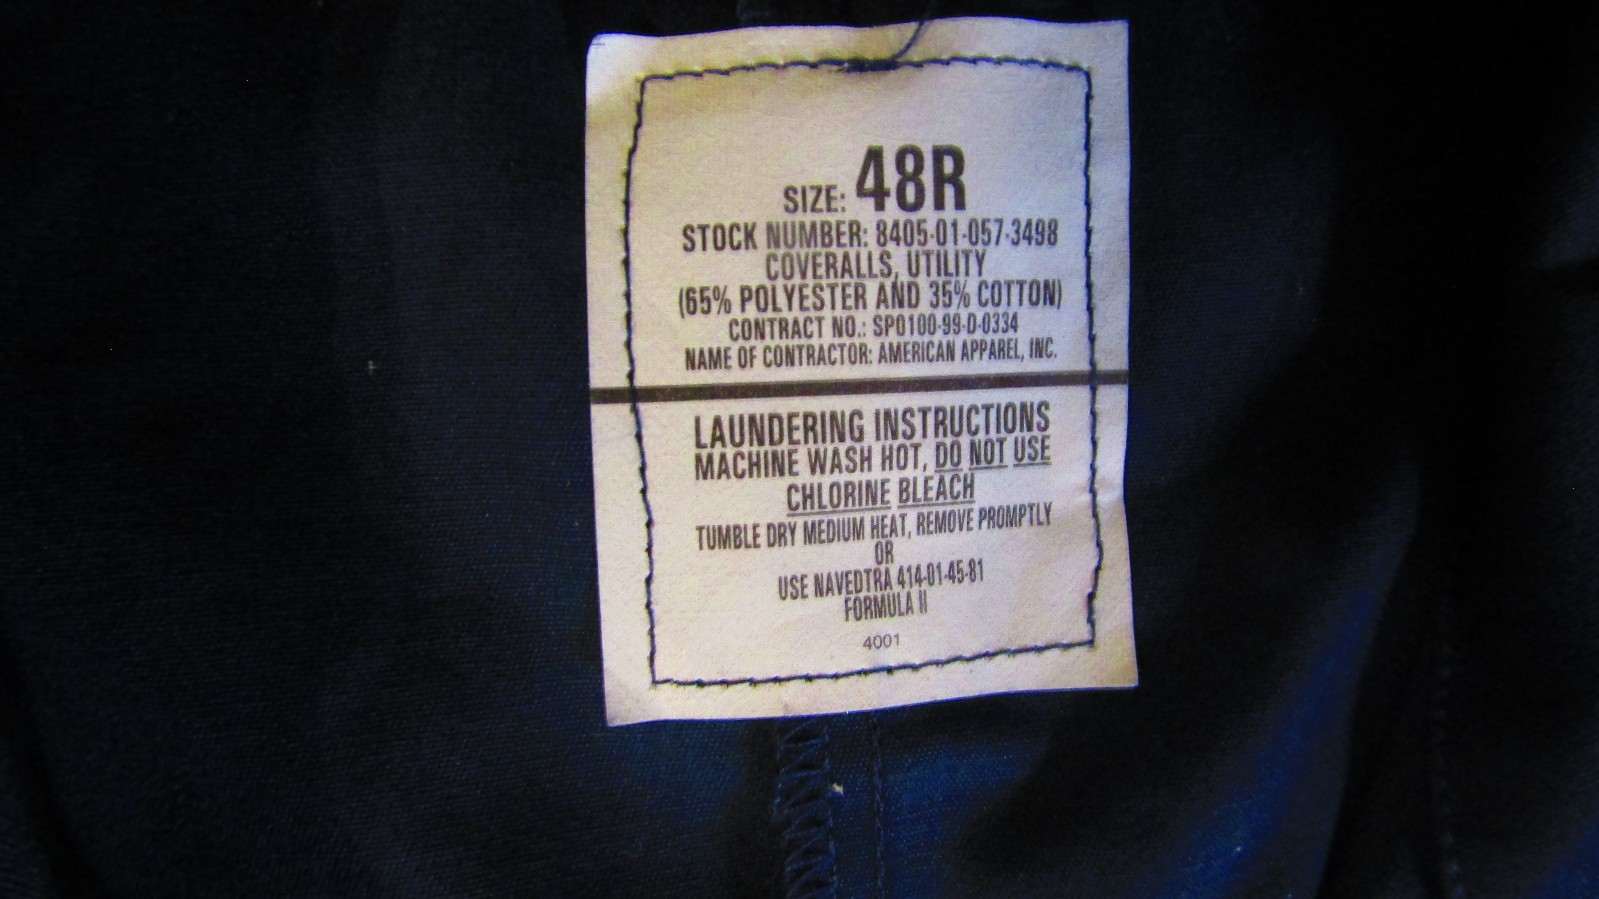 SIZE: 48R
STOCK NUMBER: 8405-01-057-3498
COVERALLS, UTILITY
(65% POLYESTER AND 35% COTTON)
CONTRACT NO.: SPO100-99-D-0334
NAME OF CONTRACTOR: AMERICAN APPAREL, INC.
LAUNDERING INSTRUCTIONS
MACHINE WASH HOT, DO NOT USE
CHLORINE BLEACH
TUMBLE DRY MEDIUM HEAT, REMOVE PROMPTLY
OR
USE NAVEDTRA 414-01-45-81
FORMULA II
4001